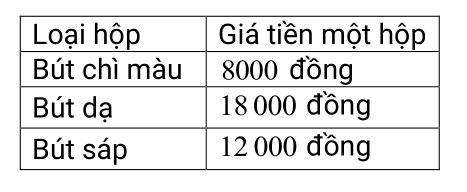 Loại hộp Giá tiền một hộp
Bút chì màu 8000 đồng
Bút dạ 18 000 đồng
Bút sáp 12 000 đồng